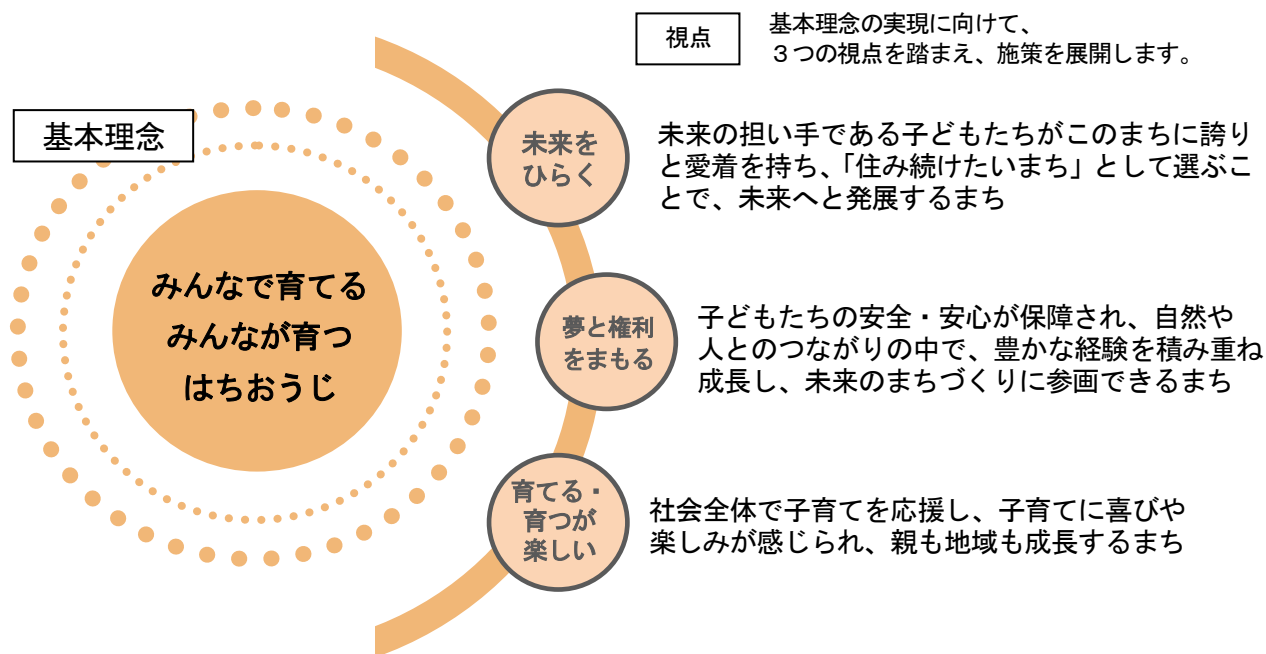 視点
基本理念の実現に向けて、
３つの視点を踏まえ、施策を展開します。
基本理念
みんなで育てる
みんなが育つ
はちおうじ
未来を
ひらく
未来の担い手である子どもたちがこのまちに誇り
と愛着を持ち、「住み続けたいまち」として選ぶこ
とで、未来へと発展するまち
夢と権利
をまもる
子どもたちの安全・安心が保障され、自然や
人とのつながりの中で、豊かな経験を積み重ね
成長し、未来のまちづくりに参画できるまち
育てる・
育つが
楽しい
社会全体で子育てを応援し、子育てに喜びや
楽しみが感じられ、親も地域も成長するまち